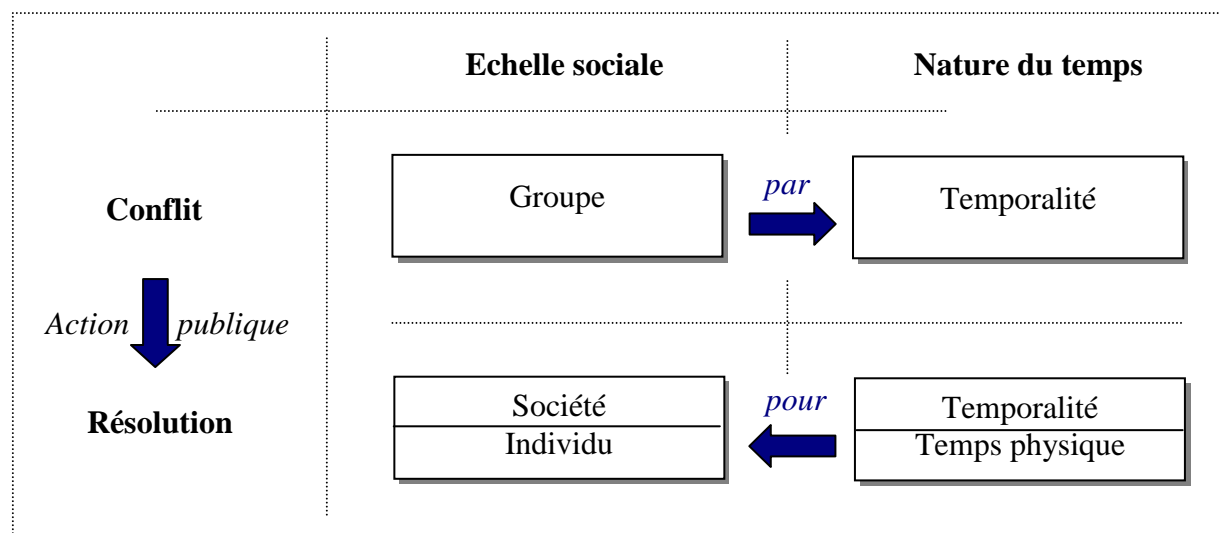 Echelle sociale
Nature du temps
Conflit
Groupe
par
Temporalité
Action publique
Résolution
Société
Individu
pour
Temporalité
Temps physique